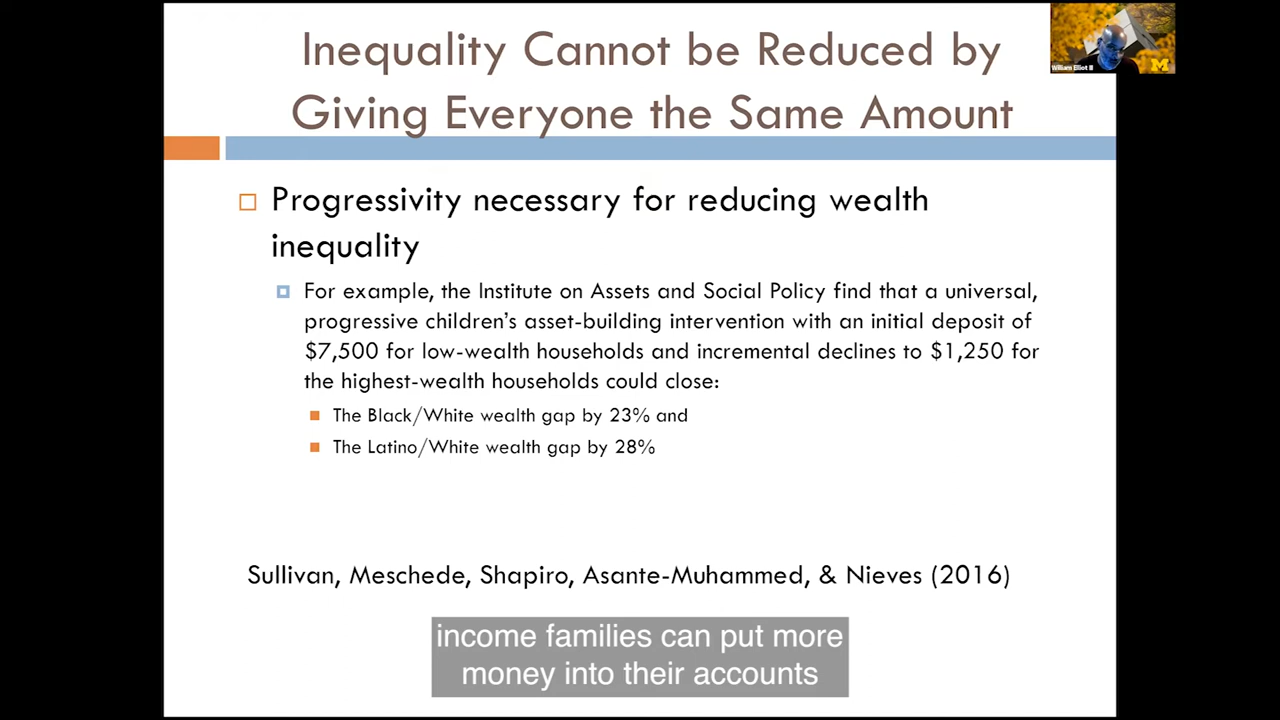 Inequality Cannot be Reduced by
Giving Everyone the Same Amount
William Elliot III
M
Progressivity necessary for reducing wealth
inequality
For example, the Institute on Assets and Social Policy find that a universal,
progressive children's asset-building intervention with an initial deposit of
$7,500 for low-wealth households and incremental declines to $1,250 for
the highest-wealth households could close:
The Black/White wealth gap by 23% and
The Latino/White wealth gap by 28%
Sullivan, Meschede, Shapiro, Asante-Muhammed, & Nieves (2016)
income families can put more
money into their accounts